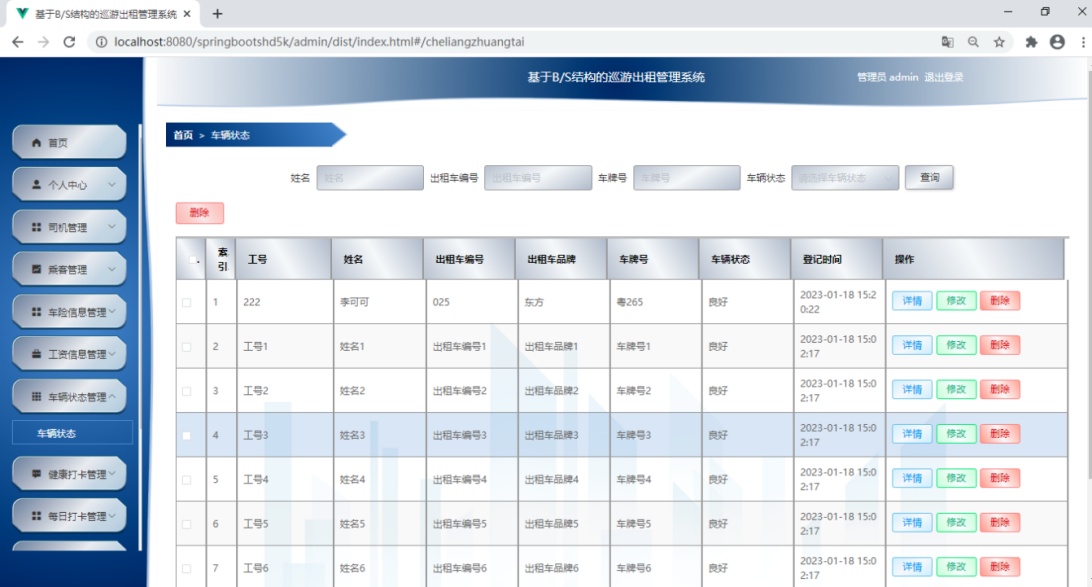 基于B/S结构的巡游出租管理系统
localhost:8080/springbootshd5k/admin/dist/index.html#/cheliangzhuangtai
基于B/S结构的巡游出租管理系统
管理员 admin 退出登录
首页
个人中心
司机管理
乘客管理
车险信息管理
工资信息管理
车辆状态管理
车辆状态
健康打卡管理
每日打卡管理
首页 > 车辆状态
姓名 姓名 出租车编号 出租车编号 车牌号 车牌号 车辆状态 请选择车辆状态 查询
删除
索引 工号 姓名 出租车编号 出租车品牌 车牌号 车辆状态 登记时间 操作
1 222 李可可 025 东方 粤265 良好 2023-01-18 15:20:22 详情 修改 删除
2 工号1 姓名1 出租车编号1 出租车品牌1 车牌号1 良好 2023-01-18 15:02:17 详情 修改 删除
3 工号2 姓名2 出租车编号2 出租车品牌2 车牌号2 良好 2023-01-18 15:02:17 详情 修改 删除
4 工号3 姓名3 出租车编号3 出租车品牌3 车牌号3 良好 2023-01-18 15:02:17 详情 修改 删除
5 工号4 姓名4 出租车编号4 出租车品牌4 车牌号4 良好 2023-01-18 15:02:17 详情 修改 删除
6 工号5 姓名5 出租车编号5 出租车品牌5 车牌号5 良好 2023-01-18 15:02:17 详情 修改 删除
7 工号6 姓名6 出租车编号6 出租车品牌6 车牌号6 良好 2023-01-18 15:02:17 详情 修改 删除